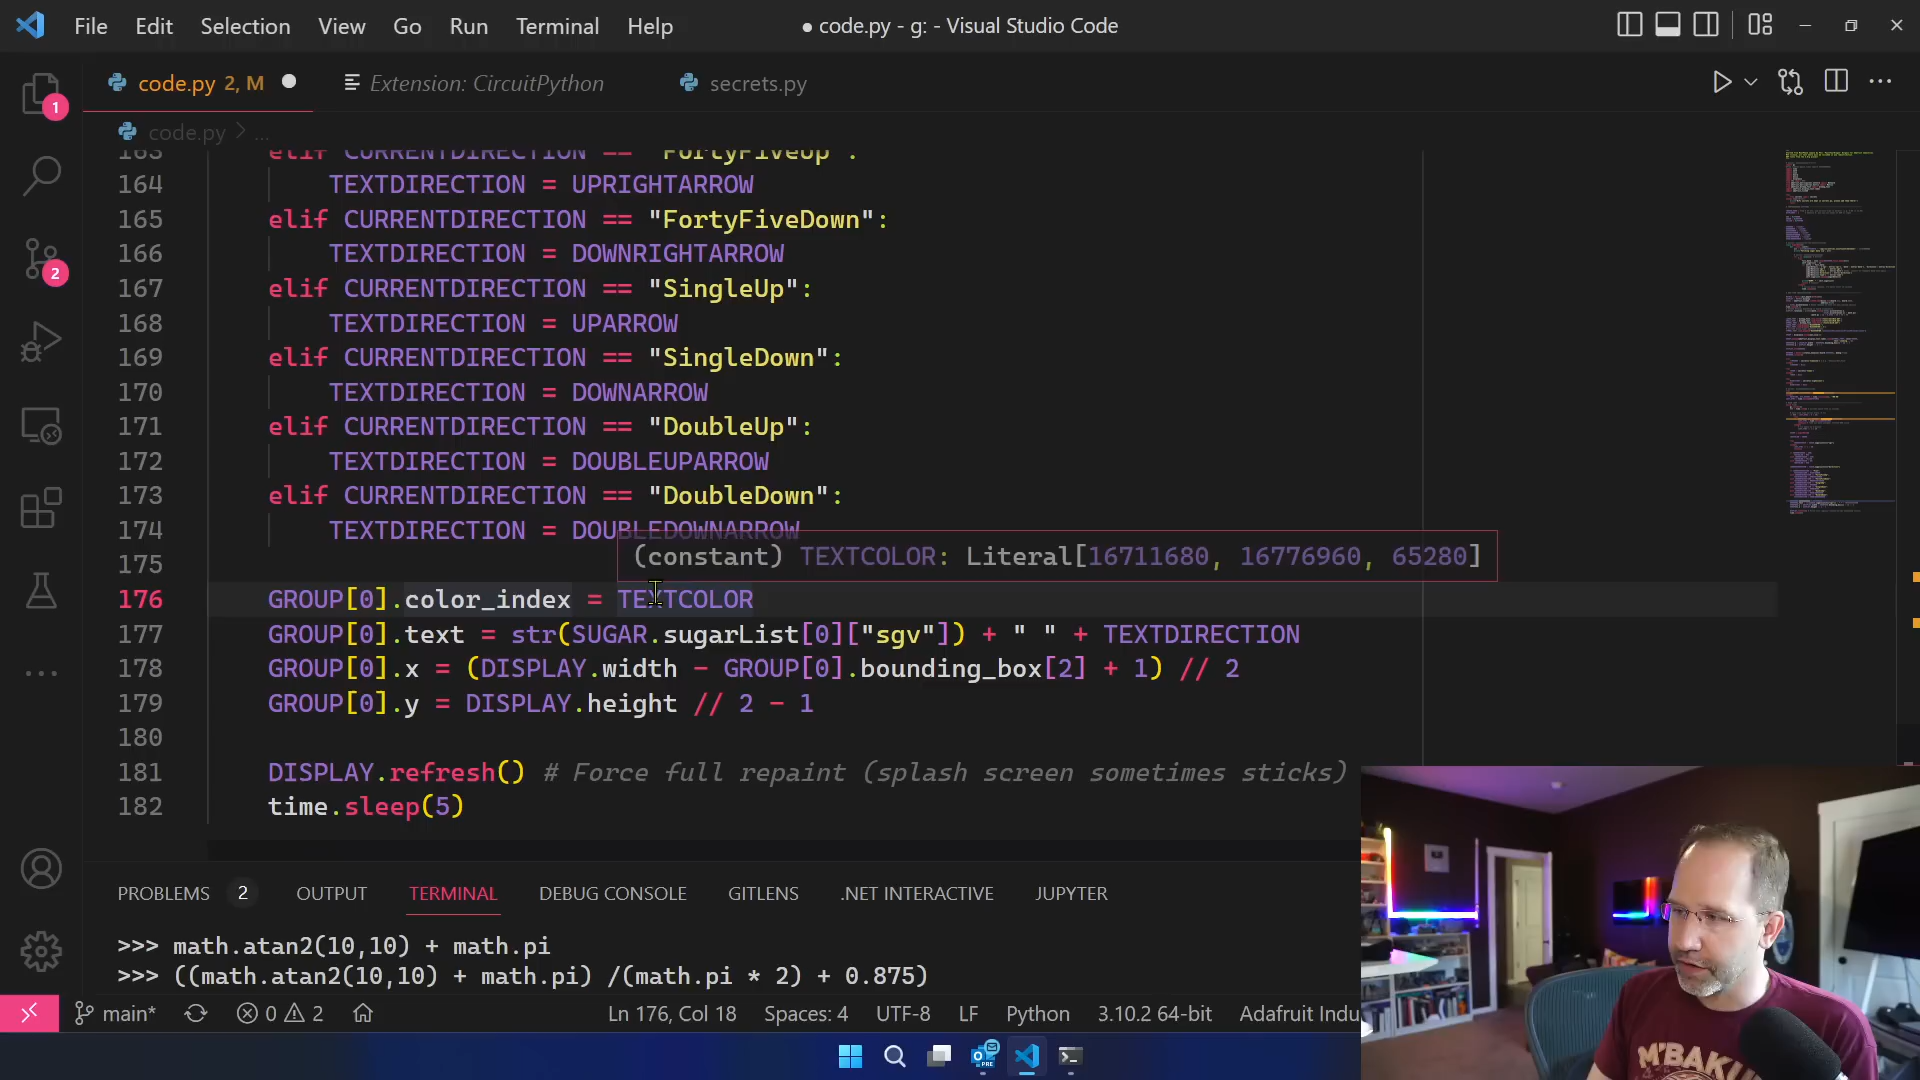 File Edit Selection View Go Run Terminal Help
● code.py - g: - Visual Studio Code
code.py 2, M ●
Extension: CircuitPython
secrets.py
code.py > ...
1
2
163 elif CURRENTDIRECTION == "FortyFiveUp":
164 TEXTDIRECTION = UPRIGHTARROW
165 elif CURRENTDIRECTION == "FortyFiveDown":
166 TEXTDIRECTION = DOWNRIGHTARROW
167 elif CURRENTDIRECTION == "SingleUp":
168 TEXTDIRECTION = UPARROW
169 elif CURRENTDIRECTION == "SingleDown":
170 TEXTDIRECTION = DOWNARROW
171 elif CURRENTDIRECTION == "DoubleUp":
172 TEXTDIRECTION = DOUBLEUPARROW
173 elif CURRENTDIRECTION == "DoubleDown":
174 TEXTDIRECTION = DOUBLEDOWNARROW
(constant) TEXTCOLOR: Literal[16711680, 16776960, 65280]
175
176 GROUP[0].color_index = TEXTCOLOR
177 GROUP[0].text = str(SUGAR.sugarList[0]["sgv"]) + " " + TEXTDIRECTION
178 GROUP[0].x = (DISPLAY.width - GROUP[0].bounding_box[2] + 1) // 2
179 GROUP[0].y = DISPLAY.height // 2 - 1
180
181 DISPLAY.refresh() # Force full repaint (splash screen sometimes sticks)
182 time.sleep(5)
PROBLEMS 2 OUTPUT TERMINAL DEBUG CONSOLE GITLENS .NET INTERACTIVE JUPYTER
>>> math.atan2(10,10) + math.pi
>>> ((math.atan2(10,10) + math.pi) /(math.pi * 2) + 0.875)
main* 0 2 Ln 176, Col 18 Spaces: 4 UTF-8 LF Python 3.10.2 64-bit Adafruit Indu
PRE
M'BAKU